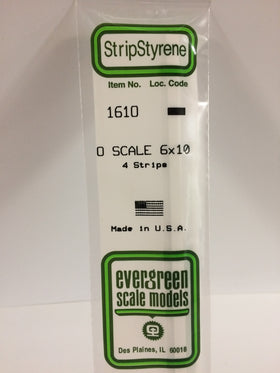 StripStyrene
Item No. Loc. Code
1610
O SCALE 6x10
4 Strips
Made in U.S.A.
evergreen
scale models
Des Plaines, IL 60018